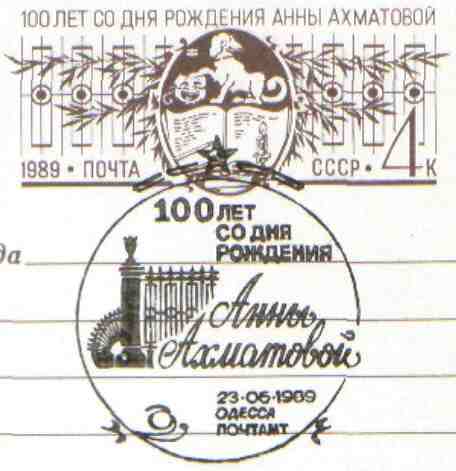 100 ЛЕТ СО ДНЯ РОЖДЕНИЯ АННЫ АХМАТОВОЙ
1989 • ПОЧТА СССР • 4 К
да
100 ЛЕТ
СО ДНЯ
РОЖДЕНИЯ
Анны
Ахматовой
23·06·1989
ОДЕССА
ПОЧТАМТ